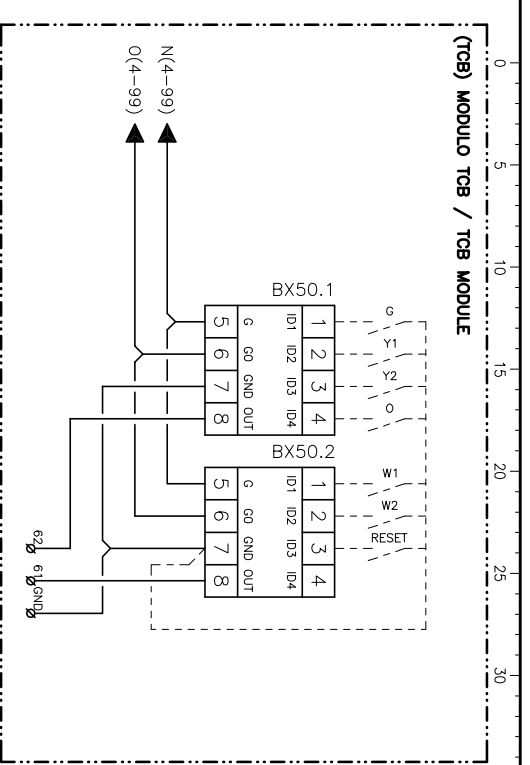 0 5 10 15 20 25 30
(TCB) MODULO TCB / TCB MODULE
N(4-99)
O(4-99)
BX50.1
G Y1 Y2 O
1 2 3 4
ID1 ID2 ID3 ID4
G G0 GND OUT
5 6 7 8
BX50.2
W1 W2 RESET
1 2 3 4
ID1 ID2 ID3 ID4
G G0 GND OUT
5 6 7 8
62 61 GND